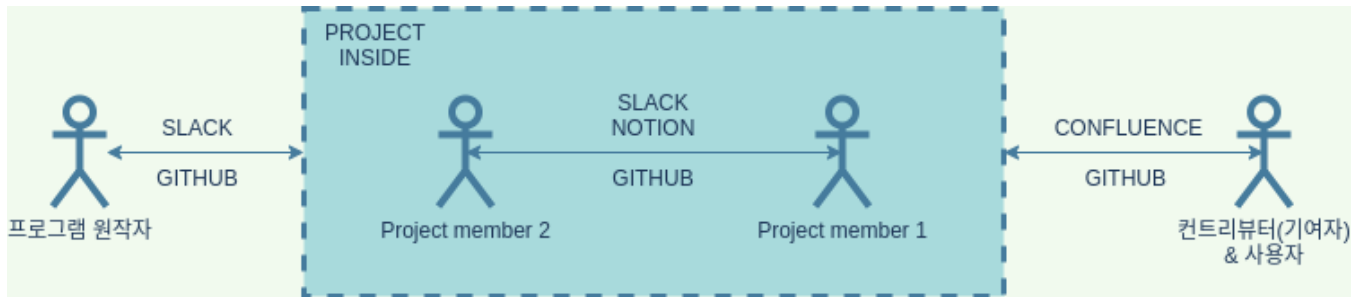 PROJECT
INSIDE
SLACK
GITHUB
프로그램 원작자
SLACK
NOTION
GITHUB
Project member 2
Project member 1
CONFLUENCE
GITHUB
컨트리뷰터(기여자)
& 사용자